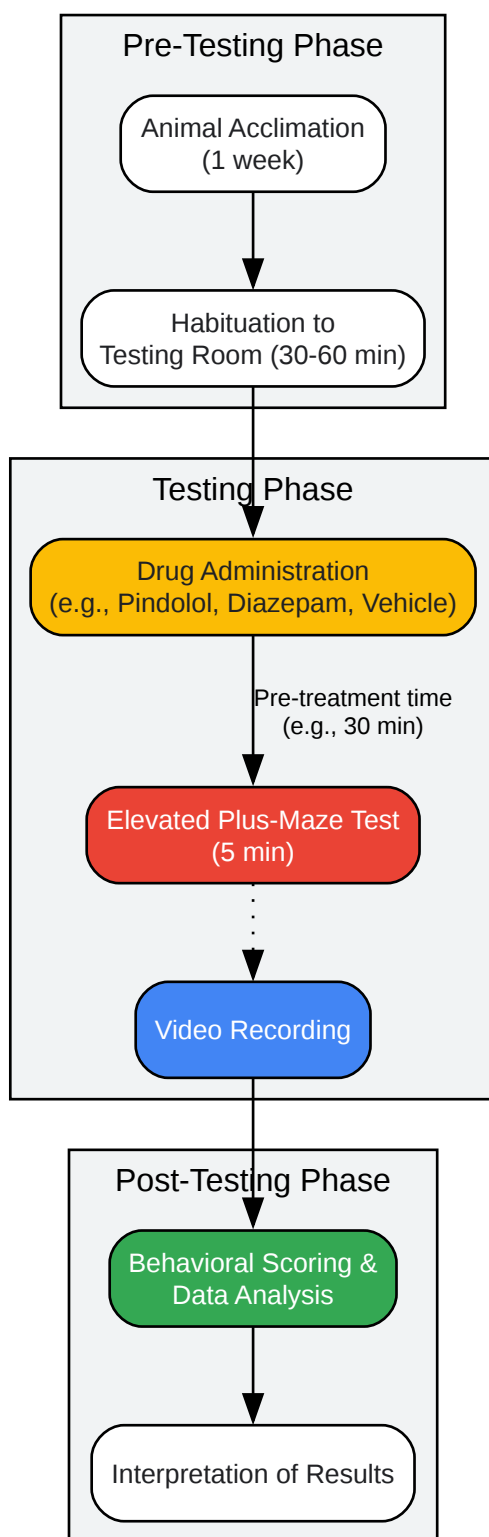 Pre-Testing Phase
Animal Acclimation
(1 week)
Habituation to
Testing Room (30-60 min)
Testing Phase
Drug Administration
(e.g., Pindolol, Diazepam, Vehicle)
Pre-treatment time
(e.g., 30 min)
Elevated Plus-Maze Test
(5 min)
Video Recording
Post-Testing Phase
Behavioral Scoring &
Data Analysis
Interpretation of Results